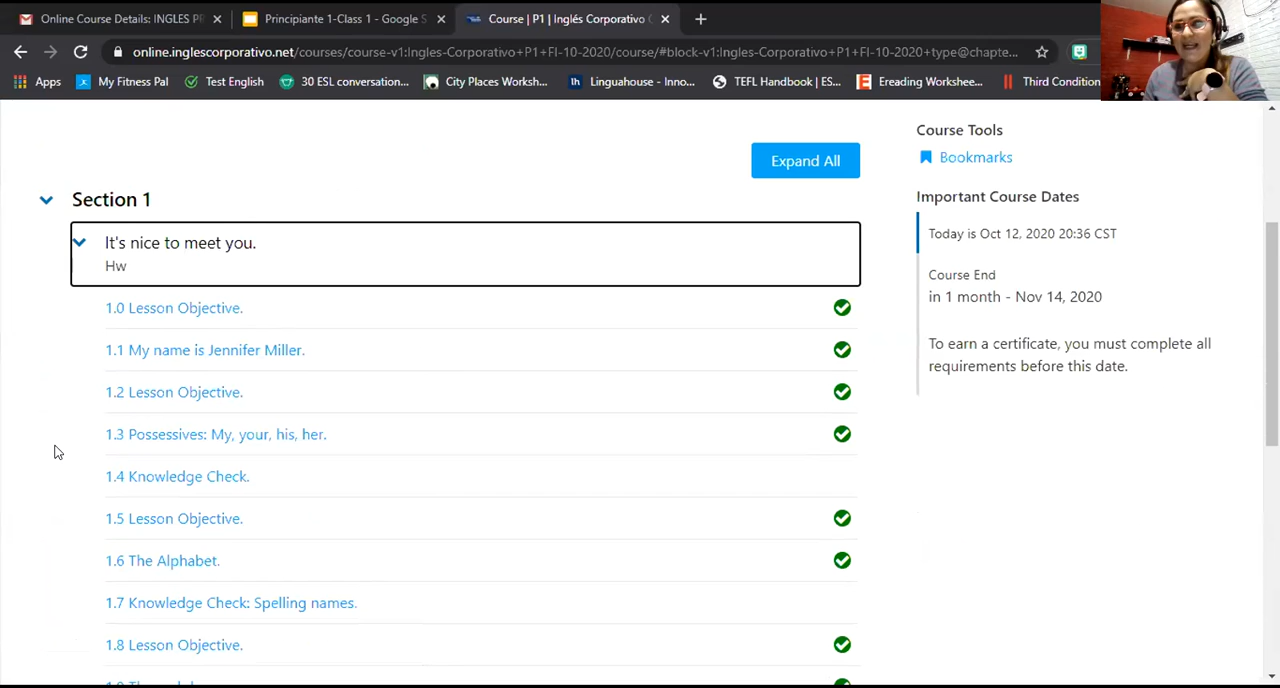 Online Course Details: INGLES PR
Principiante 1-Class 1 - Google S
Course | P1 | Inglés Corporativo
online.inglescorporativo.net/courses/course-v1:Ingles-Corporativo+P1+FI-10-2020/course/#block-v1:Ingles-Corporativo+P1+FI-10-2020+type@chapte...
Apps
My Fitness Pal
Test English
30 ESL conversation...
City Places Worksh...
Linguahouse - Inno...
TEFL Handbook | ES...
Ereading Workshee...
Third Condition
Expand All
Section 1
It's nice to meet you.
Hw
1.0 Lesson Objective.
1.1 My name is Jennifer Miller.
1.2 Lesson Objective.
1.3 Possessives: My, your, his, her.
1.4 Knowledge Check.
1.5 Lesson Objective.
1.6 The Alphabet.
1.7 Knowledge Check: Spelling names.
1.8 Lesson Objective.
Course Tools
Bookmarks
Important Course Dates
Today is Oct 12, 2020 20:36 CST
Course End
in 1 month - Nov 14, 2020
To earn a certificate, you must complete all
requirements before this date.